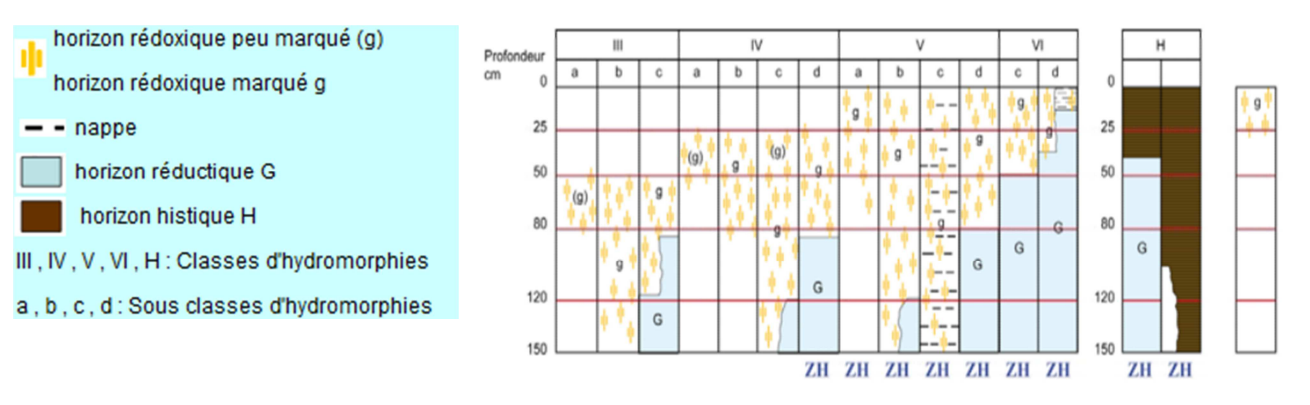 horizon rédoxique peu marqué (g)
horizon rédoxique marqué g
nappe
horizon réductique G
horizon histique H
III , IV , V , VI , H : Classes d'hydromorphies
a , b , c , d : Sous classes d'hydromorphies
Profondeur
cm
III IV V VI
a b c a b c d a b c d c d
0
25
50
80
120
150
(g) g g g G
(g) g (g) g g G
g g g g G
g G g G
ZH ZH ZH ZH ZH ZH ZH
H
0
25
50
80
120
150
G
ZH ZH
g